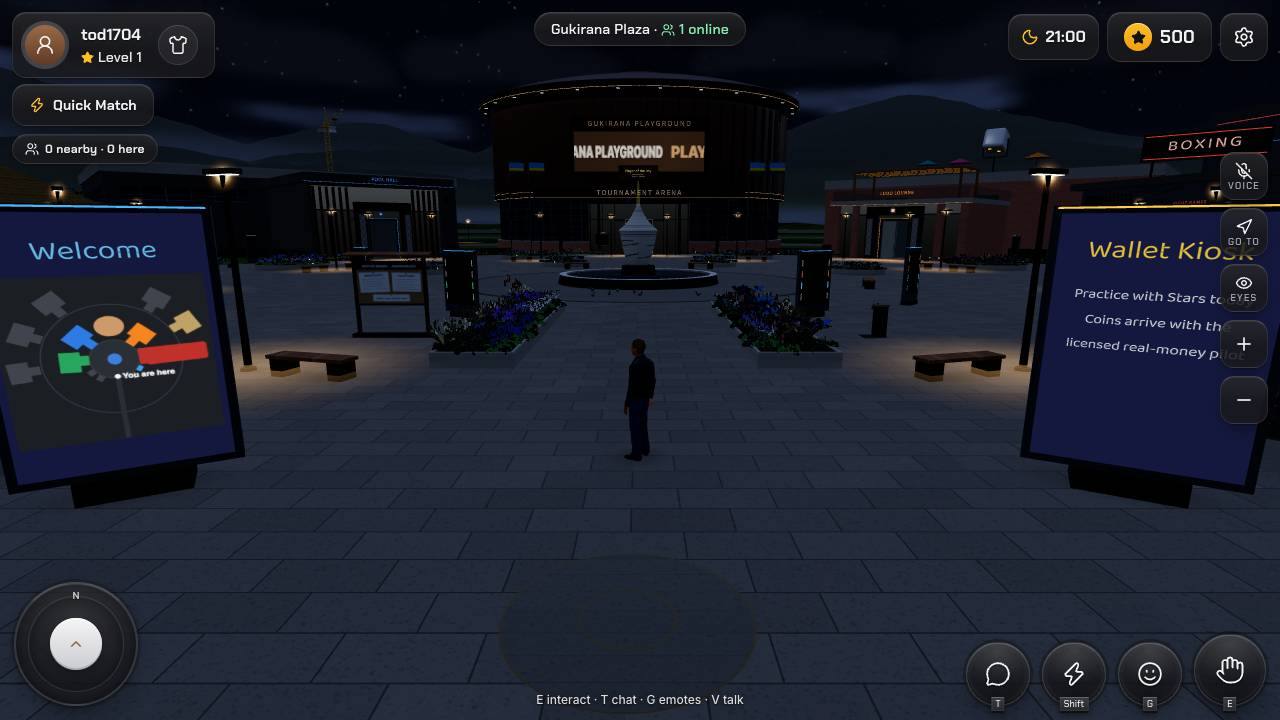 tod1704
Level 1
Gukirana Plaza · 1 online
21:00
500
Quick Match
0 nearby · 0 here
GUKIRANA PLAYGROUND
ANA PLAYGROUND PLAY
TOURNAMENT ARENA
POOL HALL
BOXING
VOICE
GO TO
EYES
Welcome
You are here
Wallet Kiosk
Practice with Stars to
Coins arrive with the
licensed real-money pilot
N
E interact · T chat · G emotes · V talk
T
Shift
G
E